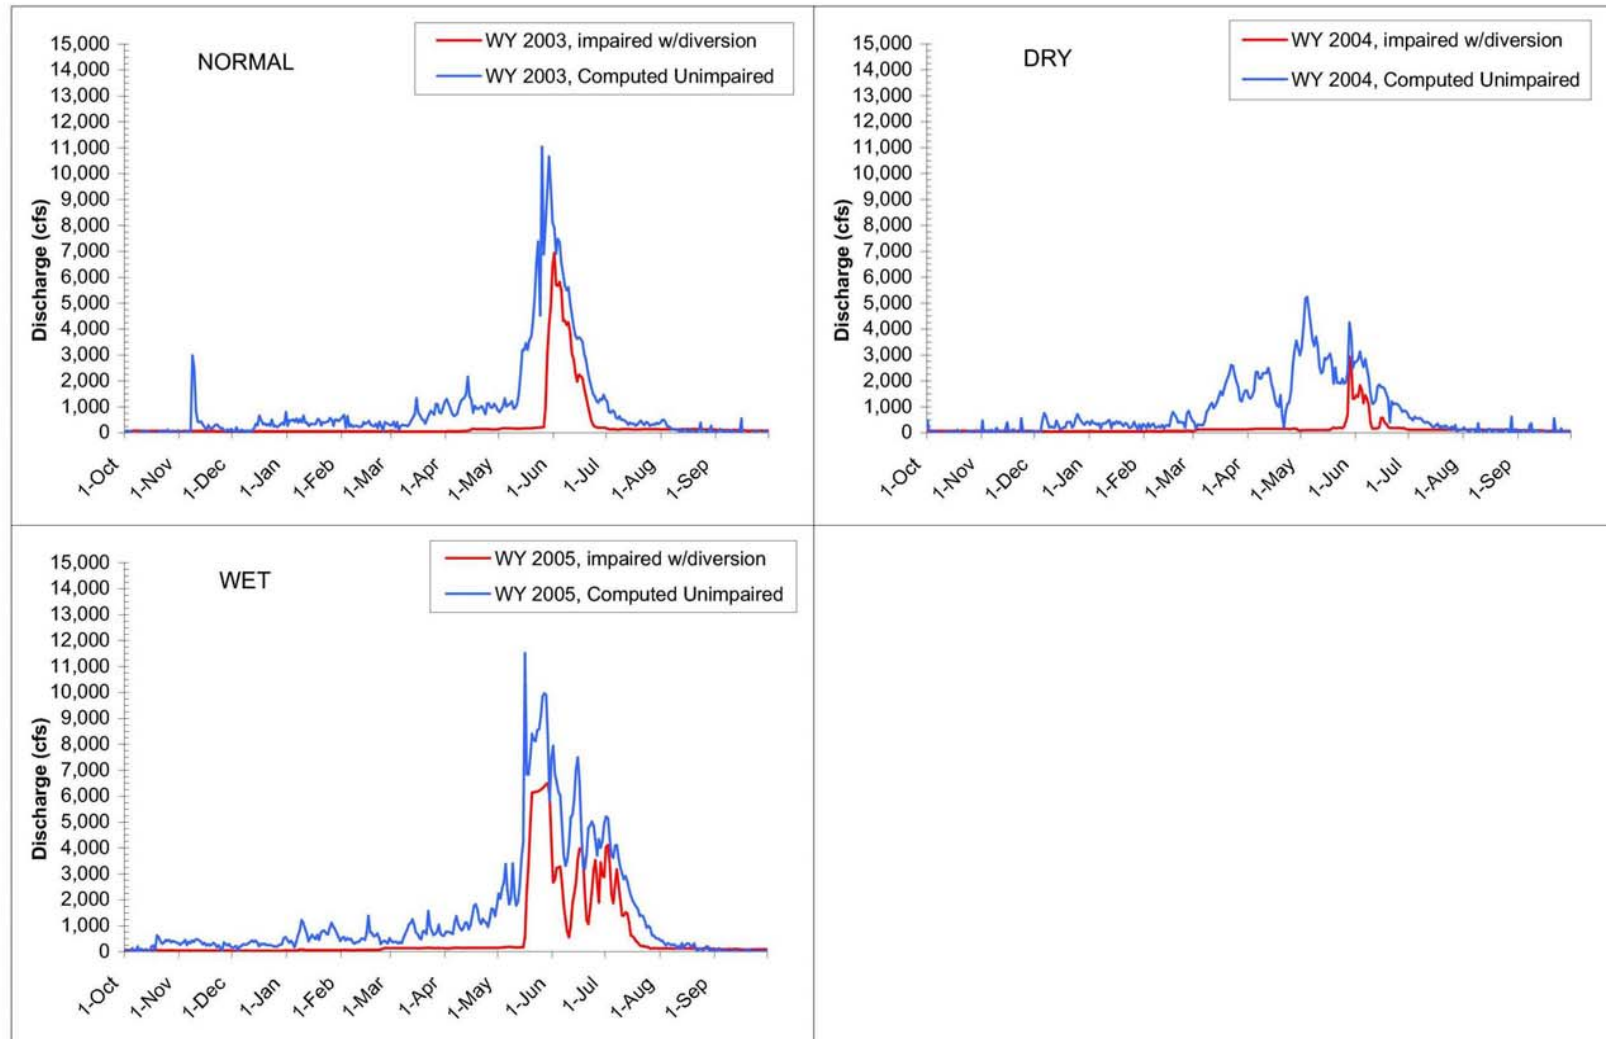 NORMAL
WY 2003, impaired w/diversion
WY 2003, Computed Unimpaired
15,000
14,000
13,000
12,000
11,000
10,000
9,000
8,000
7,000
6,000
5,000
4,000
3,000
2,000
1,000
0
Discharge (cfs)
1-Oct
1-Nov
1-Dec
1-Jan
1-Feb
1-Mar
1-Apr
1-May
1-Jun
1-Jul
1-Aug
1-Sep
DRY
WY 2004, impaired w/diversion
WY 2004, Computed Unimpaired
15,000
14,000
13,000
12,000
11,000
10,000
9,000
8,000
7,000
6,000
5,000
4,000
3,000
2,000
1,000
0
Discharge (cfs)
1-Oct
1-Nov
1-Dec
1-Jan
1-Feb
1-Mar
1-Apr
1-May
1-Jun
1-Jul
1-Aug
1-Sep
WET
WY 2005, impaired w/diversion
WY 2005, Computed Unimpaired
15,000
14,000
13,000
12,000
11,000
10,000
9,000
8,000
7,000
6,000
5,000
4,000
3,000
2,000
1,000
0
Discharge (cfs)
1-Oct
1-Nov
1-Dec
1-Jan
1-Feb
1-Mar
1-Apr
1-May
1-Jun
1-Jul
1-Aug
1-Sep